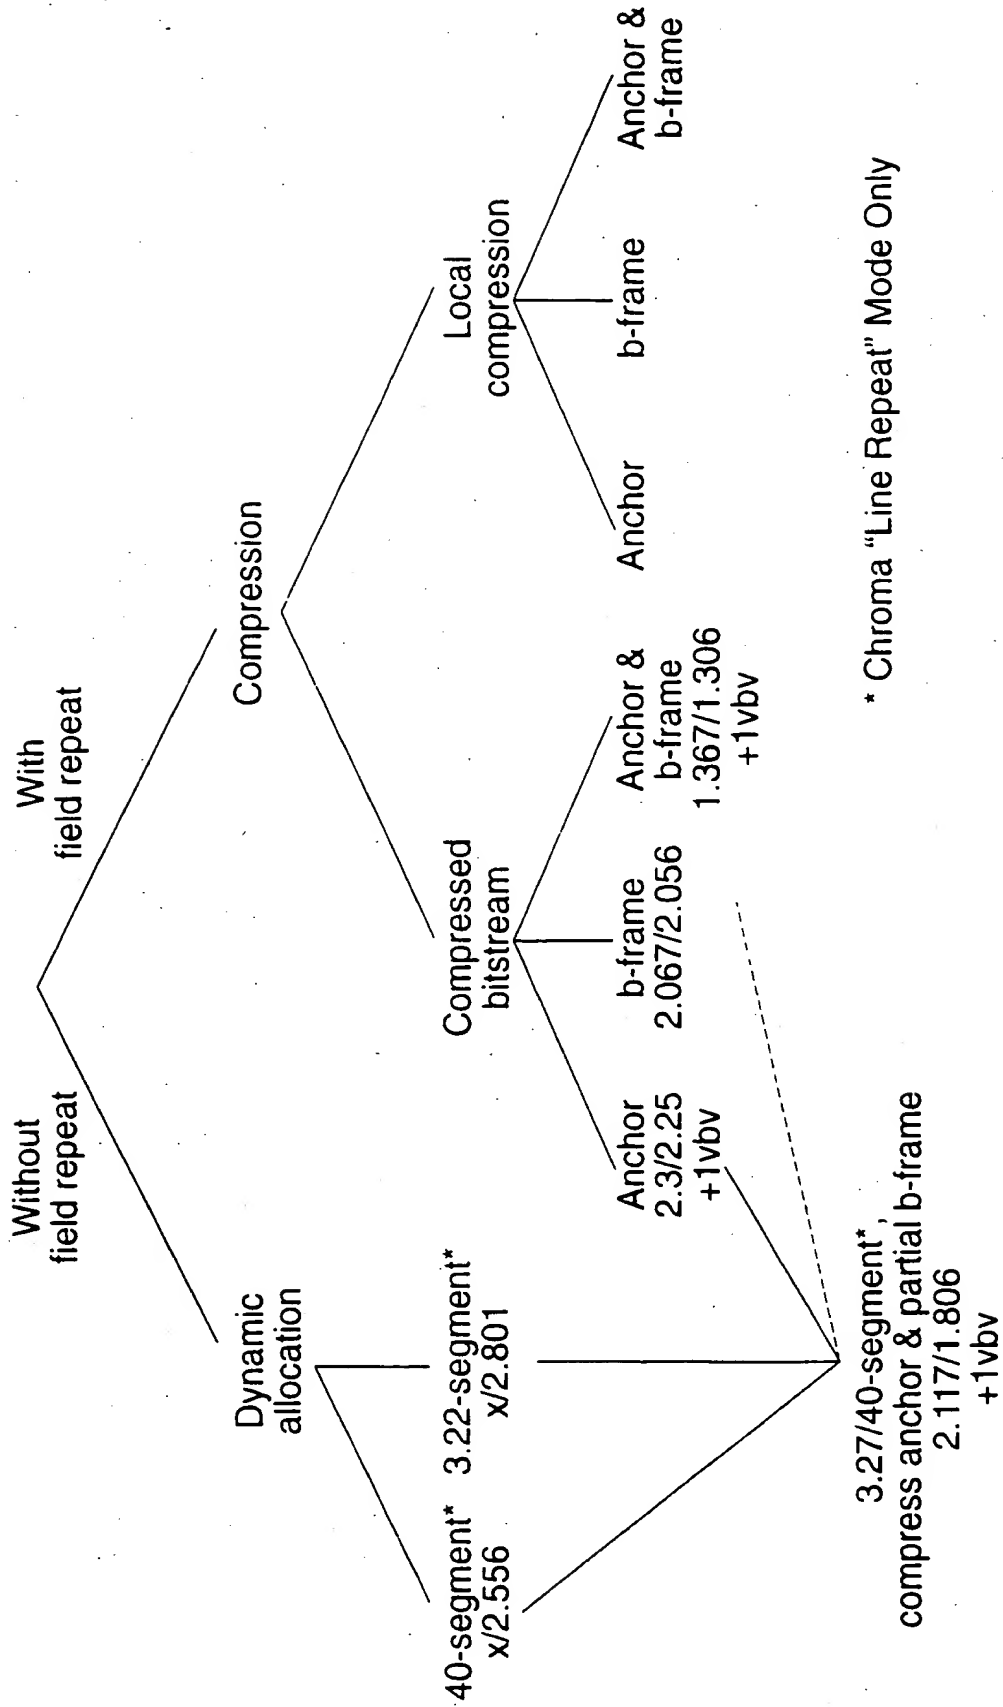 Without
field repeat
With
field repeat
Dynamic
allocation
Compression
40-segment*
x/2.556
3.22-segment*
x/2.801
Compressed
bitstream
Local
compression
Anchor
2.3/2.25
+1vbv
b-frame
2.067/2.056
Anchor &
b-frame
1.367/1.306
+1vbv
Anchor
b-frame
Anchor &
b-frame
3.27/40-segment*,
compress anchor & partial b-frame
2.117/1.806
+1vbv
* Chroma "Line Repeat" Mode Only